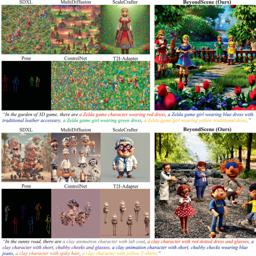 SDXL MultiDiffusion ScaleCrafter BeyondScene (Ours)
Pose ControlNet T2I-Adapter
"In the garden of 3D game, there are a Zelda game character wearing red dress, a Zelda game girl wearing blue dress with
traditional leather accessary, a Zelda game girl wearing green dress, a Zelda game girl wearing yellow traditional dress."
SDXL MultiDiffusion ScaleCrafter BeyondScene (Ours)
Pose ControlNet T2I-Adapter
"In the sunny road, there are a clay animation character with lab coat, a clay character with red dotted dress and glasses, a
clay character with short, chubby cheeks and glasses, a clay animation character with short, chubby cheeks wearing blue
jeans, a clay character with spiky hair, a clay character with yellow T-shirts."